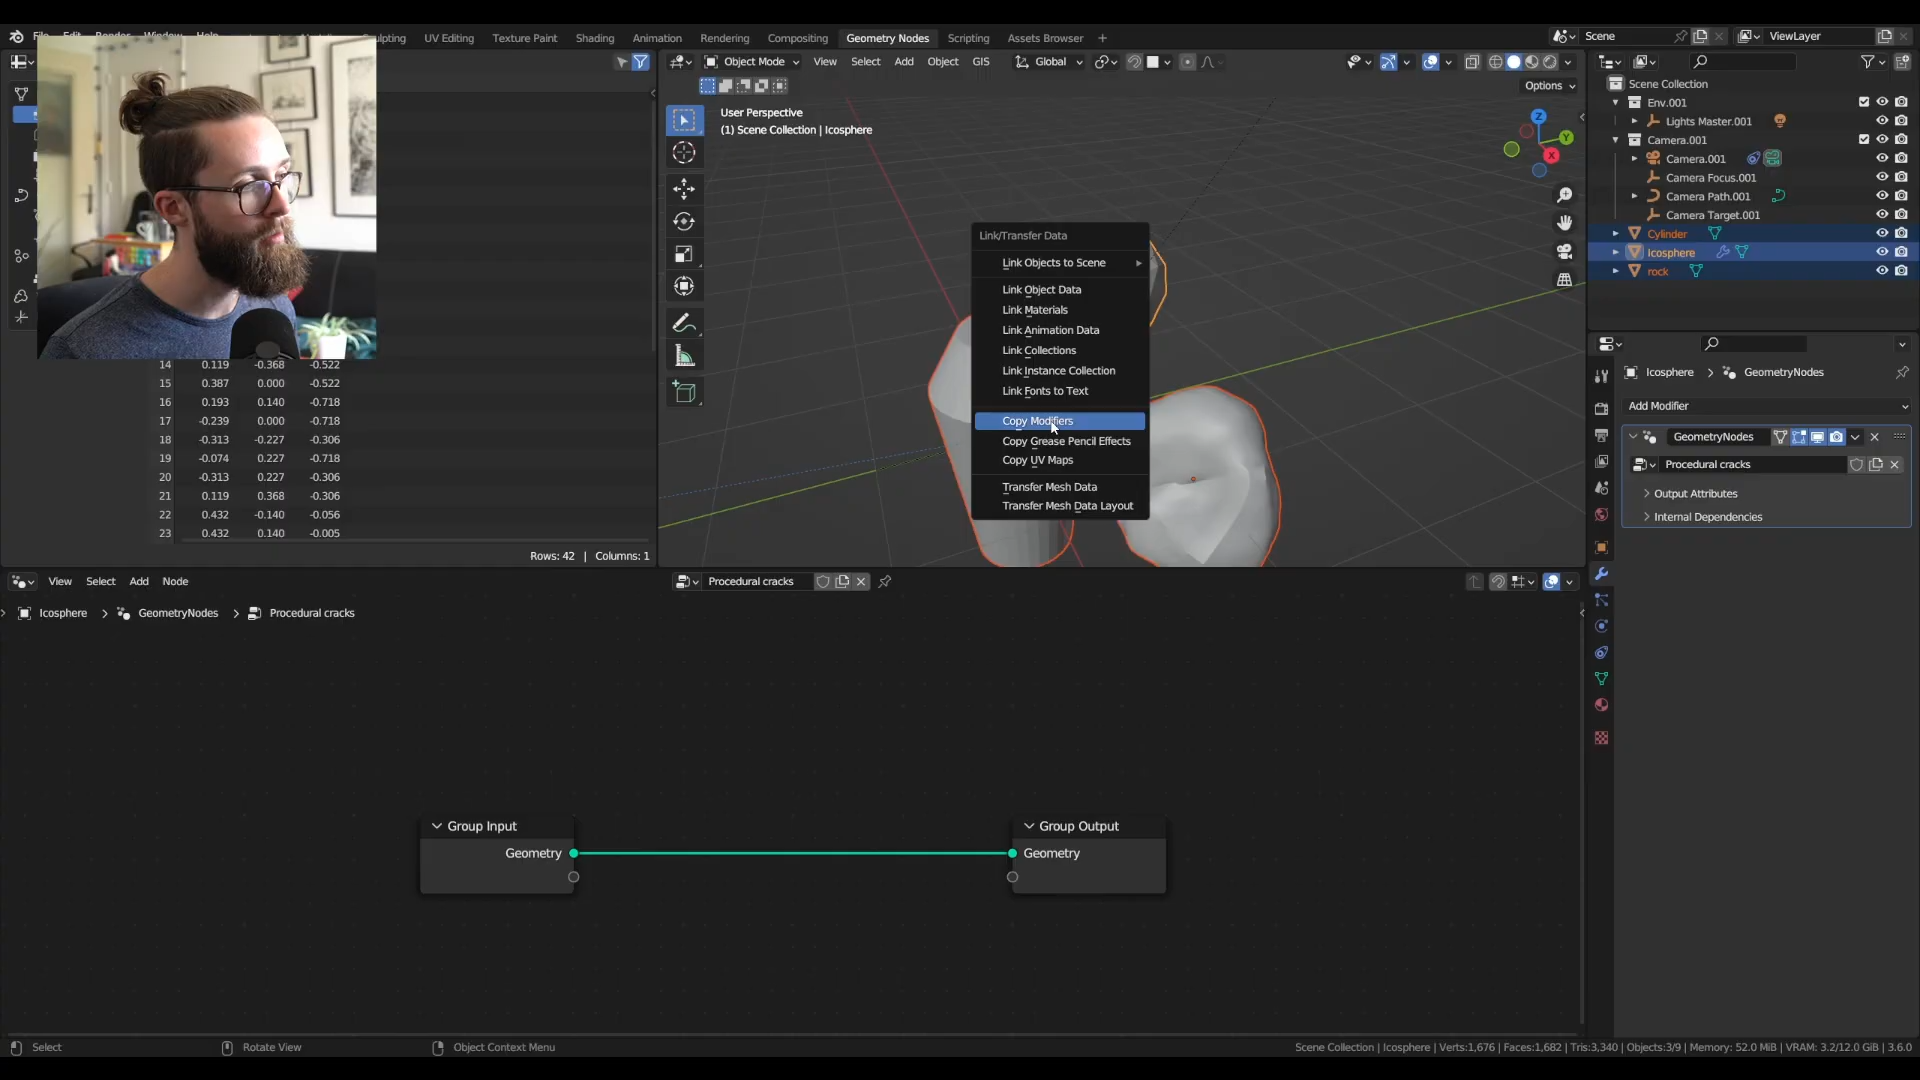 File Edit Render Window Help
Sculpting UV Editing Texture Paint Shading Animation Rendering Compositing Geometry Nodes Scripting Assets Browser +
Scene
ViewLayer
Object Mode View Select Add Object GIS Global
Options
User Perspective
(1) Scene Collection | Icosphere
Z
Y
X
Link/Transfer Data
Link Objects to Scene
Link Object Data
Link Materials
Link Animation Data
Link Collections
Link Instance Collection
Link Fonts to Text
Copy Modifiers
Copy Grease Pencil Effects
Copy UV Maps
Transfer Mesh Data
Transfer Mesh Data Layout
14 0.119 -0.368 -0.522
15 0.387 0.000 -0.522
16 0.193 0.140 -0.718
17 -0.239 0.000 -0.718
18 -0.313 -0.227 -0.306
19 -0.074 0.227 -0.718
20 -0.313 0.227 -0.306
21 0.119 0.368 -0.306
22 0.432 -0.140 -0.056
23 0.432 0.140 -0.005
Rows: 42 | Columns: 1
Scene Collection
Env.001
Lights Master.001
Camera.001
Camera.001
Camera Focus.001
Camera Path.001
Camera Target.001
Cylinder
Icosphere
rock
Icosphere > GeometryNodes
Add Modifier
GeometryNodes
Procedural cracks
Output Attributes
Internal Dependencies
View Select Add Node
Procedural cracks
Icosphere > GeometryNodes > Procedural cracks
Group Input
Geometry
Group Output
Geometry
Select
Rotate View
Object Context Menu
Scene Collection | Icosphere | Verts:1,676 | Faces:1,682 | Tris:3,340 | Objects:3/9 | Memory: 52.0 MiB | VRAM: 3.2/12.0 GiB | 3.6.0